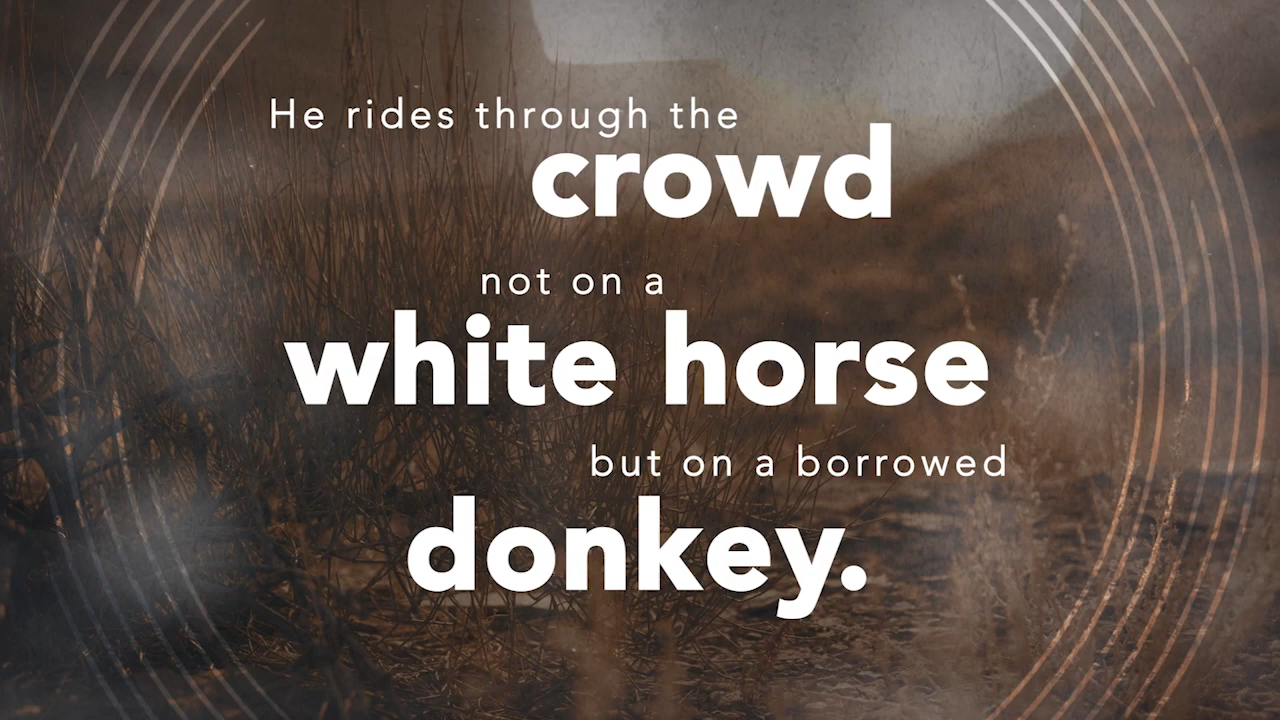 He rides through the
crowd
not on a
white horse
but on a borrowed
donkey.